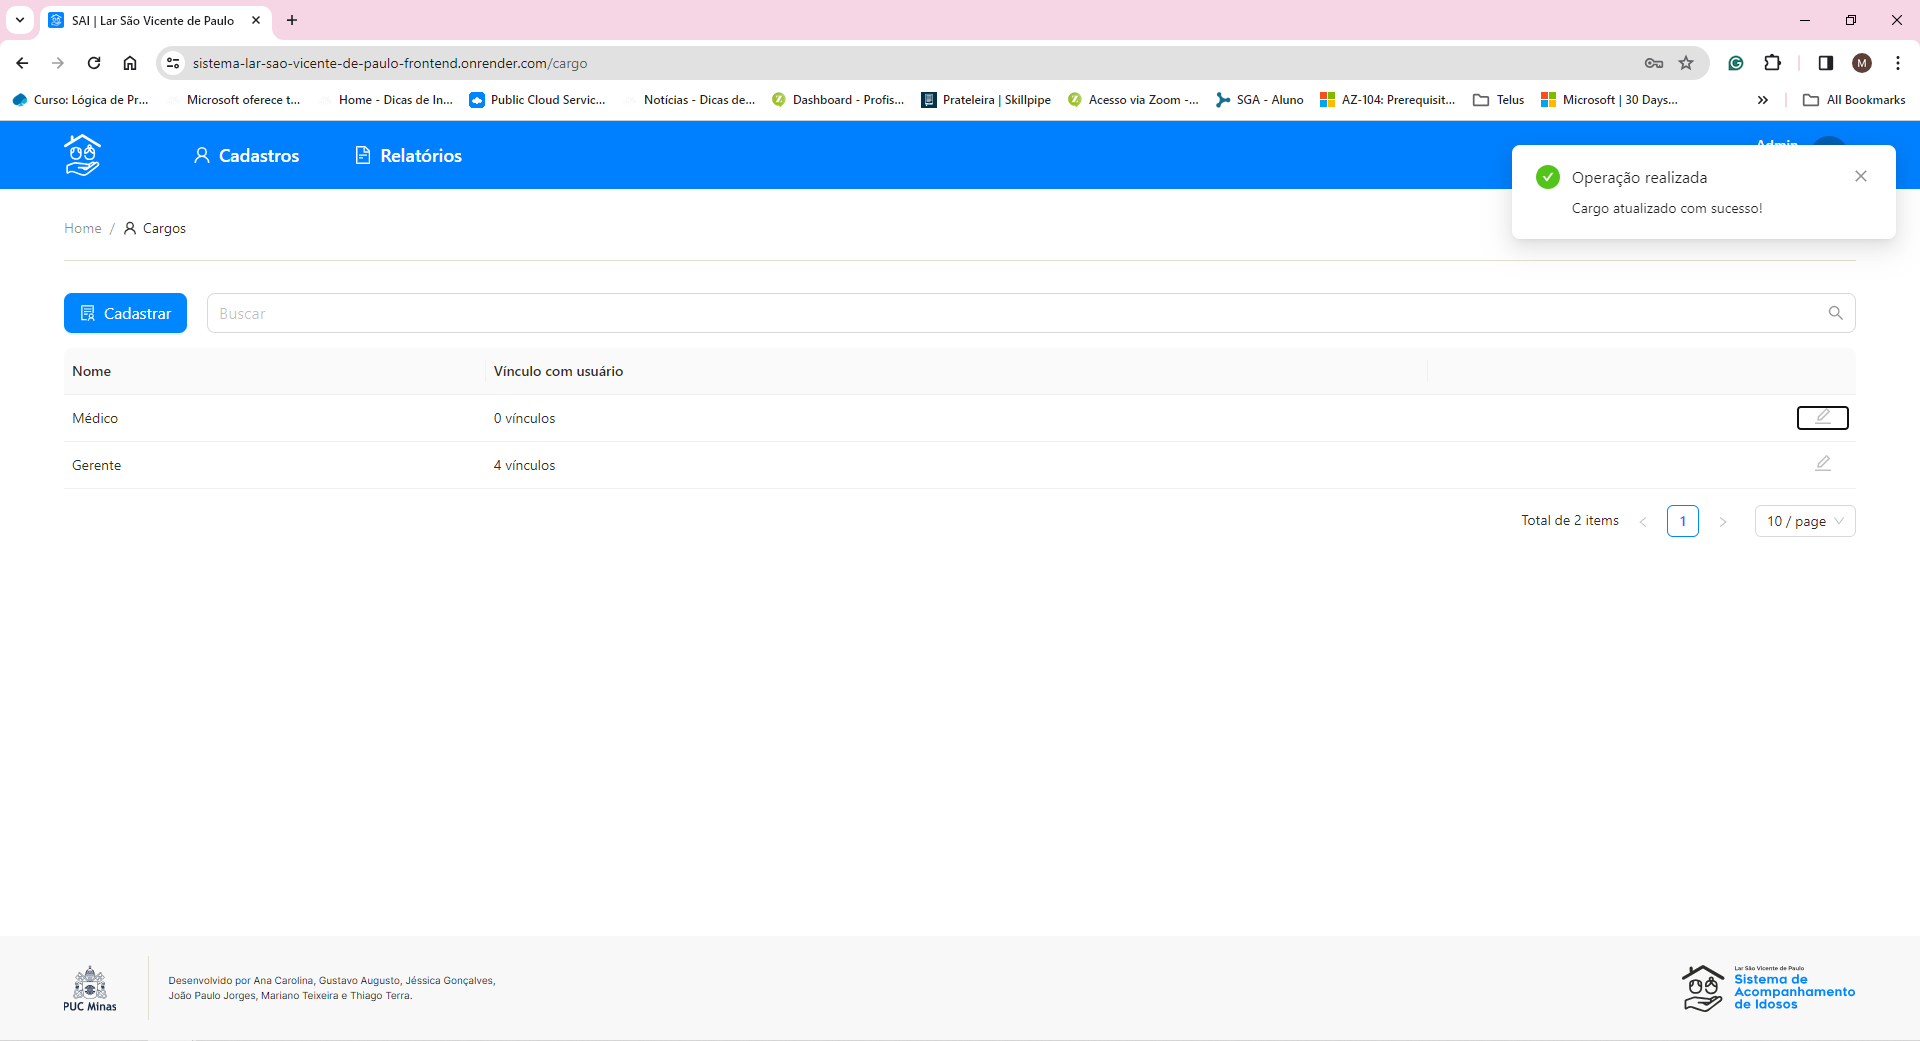 SAI | Lar São Vicente de Paulo
sistema-lar-sao-vicente-de-paulo-frontend.onrender.com/cargo
M
Curso: Lógica de Pr...
Microsoft oferece t...
Home - Dicas de In...
Public Cloud Servic...
Notícias - Dicas de...
Dashboard - Profis...
Prateleira | Skillpipe
Acesso via Zoom -...
SGA - Aluno
AZ-104: Prerequisit...
Telus
Microsoft | 30 Days...
All Bookmarks
Cadastros
Relatórios
Admin
Operação realizada
Cargo atualizado com sucesso!
Home / Cargos
Cadastrar
Buscar
Nome
Vínculo com usuário
Médico
0 vínculos
Gerente
4 vínculos
Total de 2 items
1
10 / page
PUC Minas
Desenvolvido por Ana Carolina, Gustavo Augusto, Jéssica Gonçalves,
João Paulo Jorges, Mariano Teixeira e Thiago Terra.
Lar São Vicente de Paulo
Sistema de
Acompanhamento
de Idosos